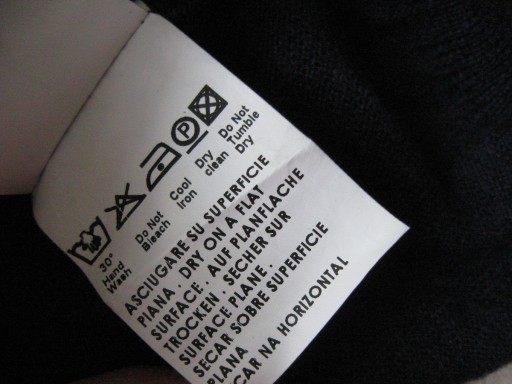 P
30° Hand Wash
Do Not Bleach
Cool Iron
Dry clean
Do Not Tumble Dry
ASCIUGARE SU SUPERFICIE
PIANA. DRY ON A FLAT
SURFACE. AUF PLANFLACHE
TROCKEN. SECHER SUR
SURFACE PLANE.
SECAR SOBRE SUPERFICIE
PLANA
CAR NA HORIZONTAL